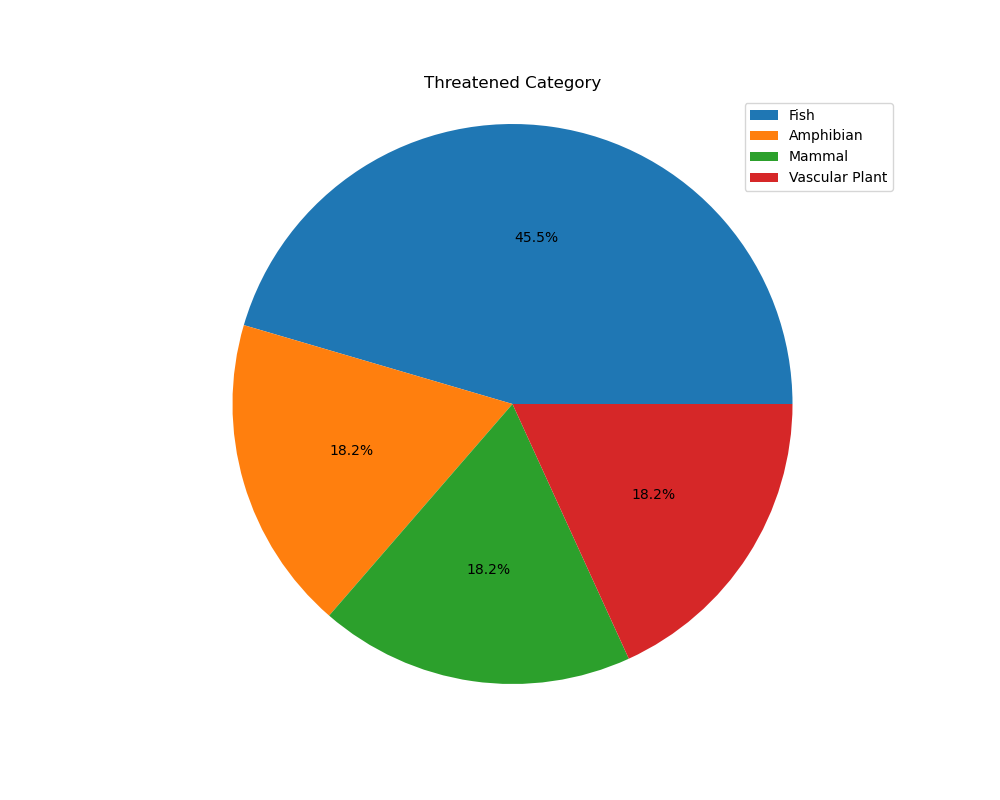 Threatened Category
Fish
Amphibian
Mammal
Vascular Plant
45.5%
18.2%
18.2%
18.2%